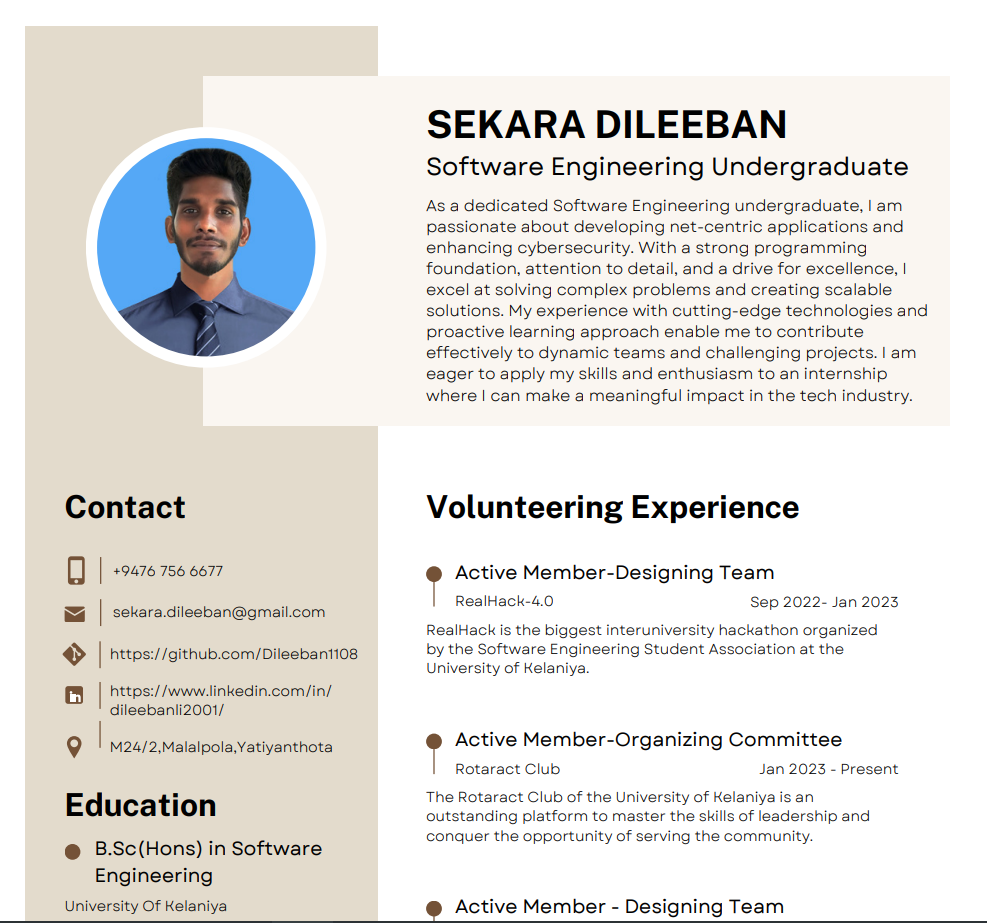 SEKARA DILEEBAN
Software Engineering Undergraduate
As a dedicated Software Engineering undergraduate, I am
passionate about developing net-centric applications and
enhancing cybersecurity. With a strong programming
foundation, attention to detail, and a drive for excellence, I
excel at solving complex problems and creating scalable
solutions. My experience with cutting-edge technologies and
proactive learning approach enable me to contribute
effectively to dynamic teams and challenging projects. I am
eager to apply my skills and enthusiasm to an internship
where I can make a meaningful impact in the tech industry.
Contact
+9476 756 6677
sekara.dileeban@gmail.com
https://github.com/Dileeban1108
https://www.linkedin.com/in/
dileebanli2001/
M24/2,Malalpola,Yatiyanthota
Education
B.Sc(Hons) in Software
Engineering
University Of Kelaniya
Volunteering Experience
Active Member-Designing Team
RealHack-4.0 Sep 2022- Jan 2023
RealHack is the biggest interuniversity hackathon organized
by the Software Engineering Student Association at the
University of Kelaniya.
Active Member-Organizing Committee
Rotaract Club Jan 2023 - Present
The Rotaract Club of the University of Kelaniya is an
outstanding platform to master the skills of leadership and
conquer the opportunity of serving the community.
Active Member - Designing Team